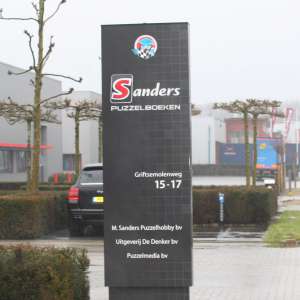 Sanders
PUZZELBOEKEN
Griftsemolenweg
15-17
M. Sanders Puzzelhobby bv
Uitgeverij De Denker bv
Puzzelmedia bv